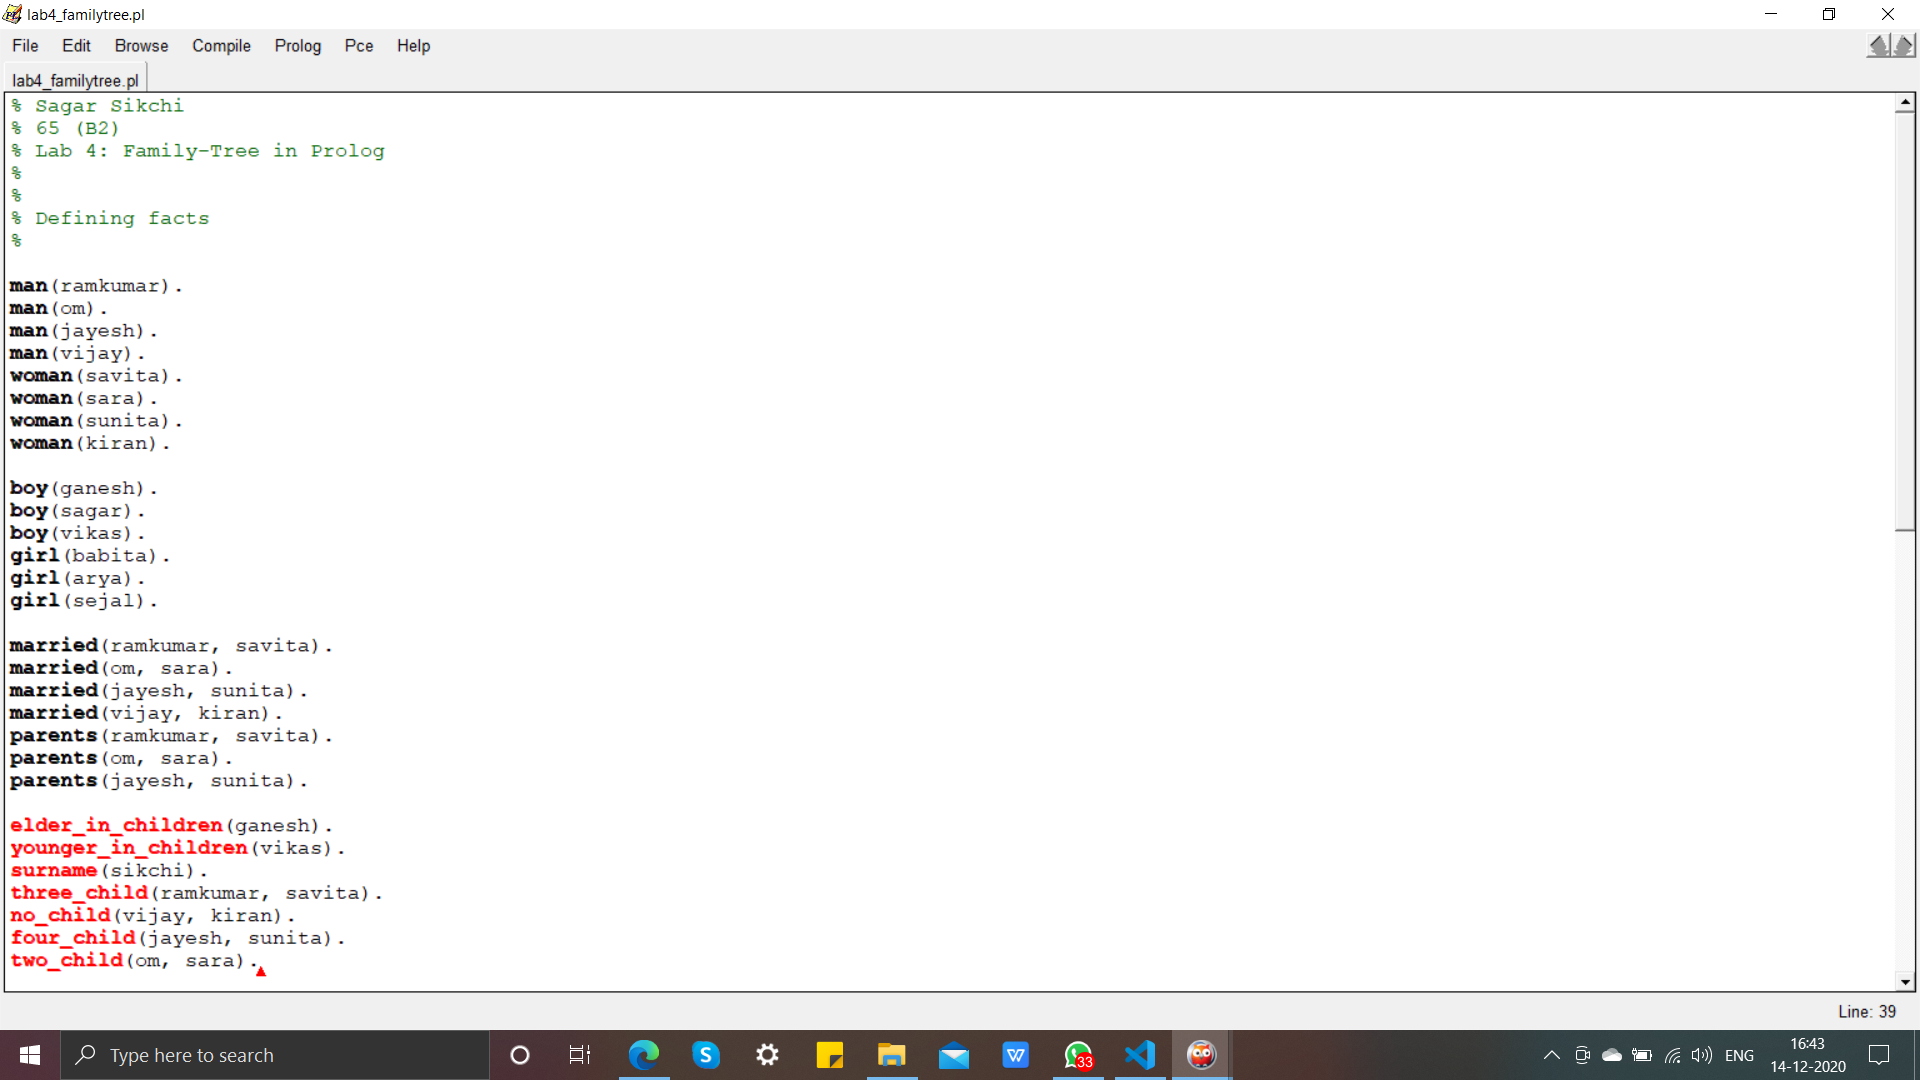 lab4_familytree.pl
File Edit Browse Compile Prolog Pce Help
lab4_familytree.pl
% Sagar Sikchi
% 65 (B2)
% Lab 4: Family-Tree in Prolog
%
%
% Defining facts
%
man(ramkumar).
man(om).
man(jayesh).
man(vijay).
woman(savita).
woman(sara).
woman(sunita).
woman(kiran).
boy(ganesh).
boy(sagar).
boy(vikas).
girl(babita).
girl(arya).
girl(sejal).
married(ramkumar, savita).
married(om, sara).
married(jayesh, sunita).
married(vijay, kiran).
parents(ramkumar, savita).
parents(om, sara).
parents(jayesh, sunita).
elder_in_children(ganesh).
younger_in_children(vikas).
surname(sikchi).
three_child(ramkumar, savita).
no_child(vijay, kiran).
four_child(jayesh, sunita).
two_child(om, sara).
Line: 39
Type here to search
33
ENG
16:43
14-12-2020